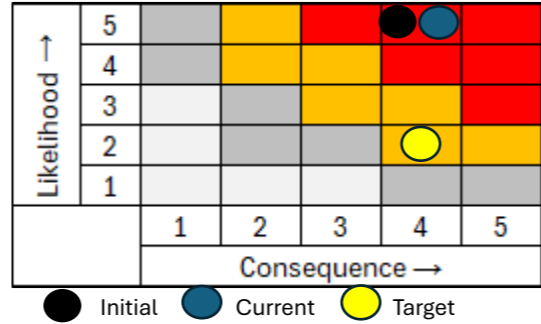 Likelihood →
5
4
3
2
1
1 2 3 4 5
Consequence →
Initial Current Target